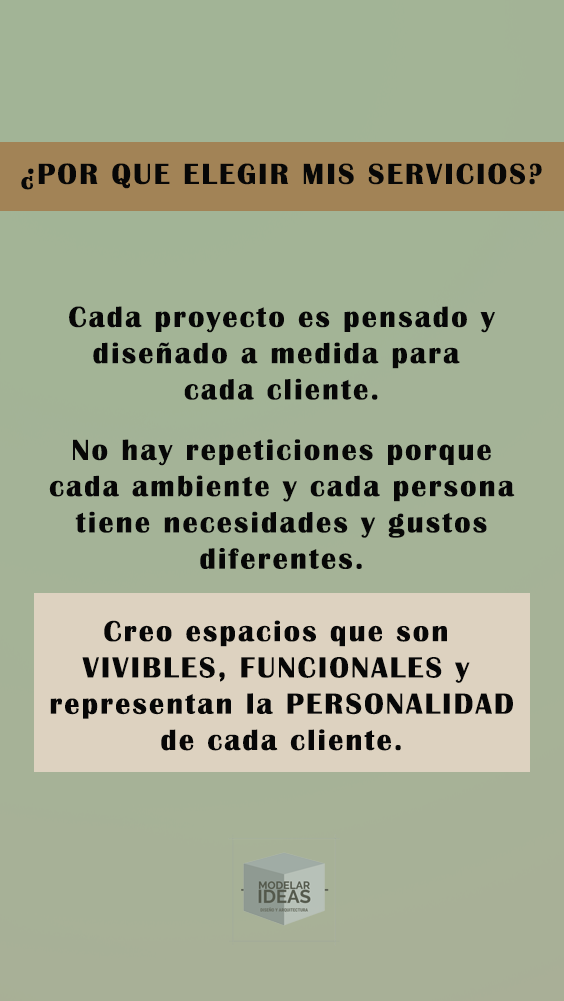 ¿POR QUE ELEGIR MIS SERVICIOS?
Cada proyecto es pensado y
diseñado a medida para
cada cliente.
No hay repeticiones porque
cada ambiente y cada persona
tiene necesidades y gustos
diferentes.
Creo espacios que son
VIVIBLES, FUNCIONALES y
representan la PERSONALIDAD
de cada cliente.
MODELAR
IDEAS
DISEÑO Y ARQUITECTURA